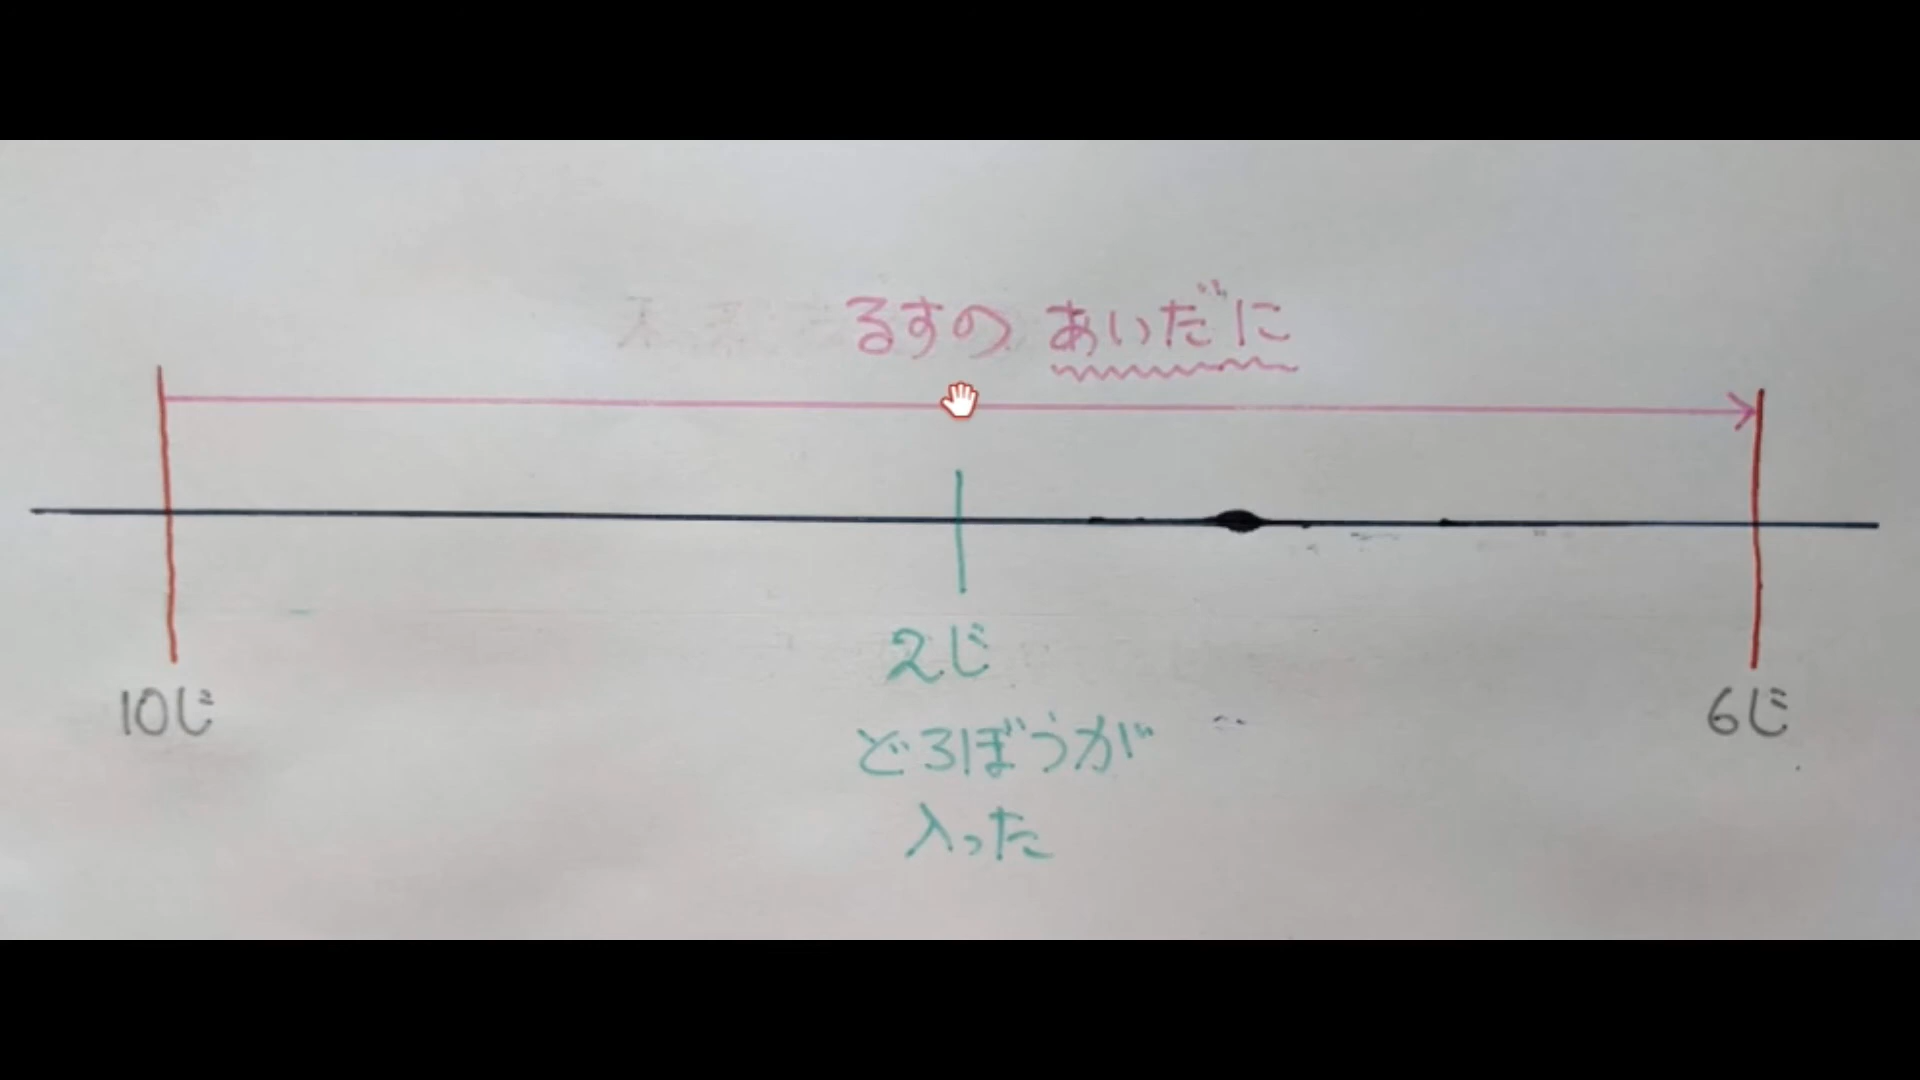 るすの あいだに
10じ
2じ
6じ
どろぼうが
入った